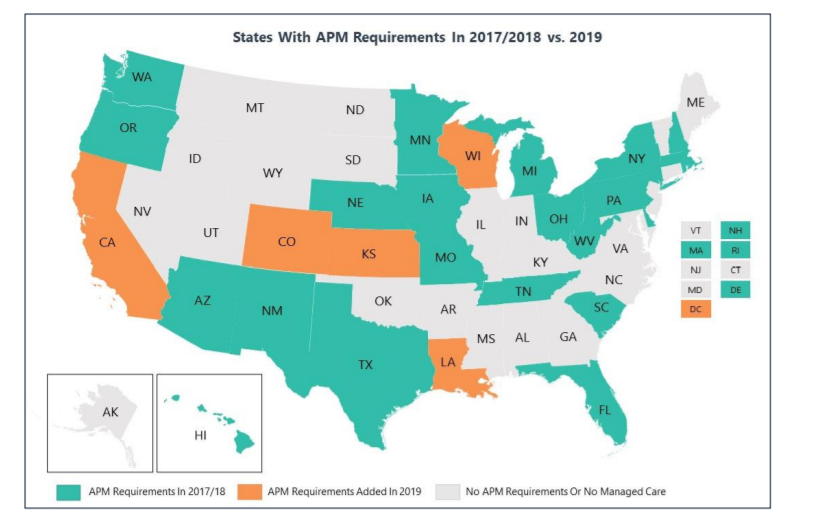 States With APM Requirements In 2017/2018 vs. 2019
WA
MT
ND
ME
OR
MN
ID
SD
WI
NY
WY
MI
NE
IA
PA
NV
IL
IN
OH
UT
CO
WV
VA
CA
KS
MO
KY
NC
AZ
NM
OK
AR
TN
SC
MS
AL
GA
TX
LA
FL
AK
HI
VT NH
MA RI
NJ CT
MD DE
DC
APM Requirements In 2017/18 APM Requirements Added In 2019 No APM Requirements Or No Managed Care